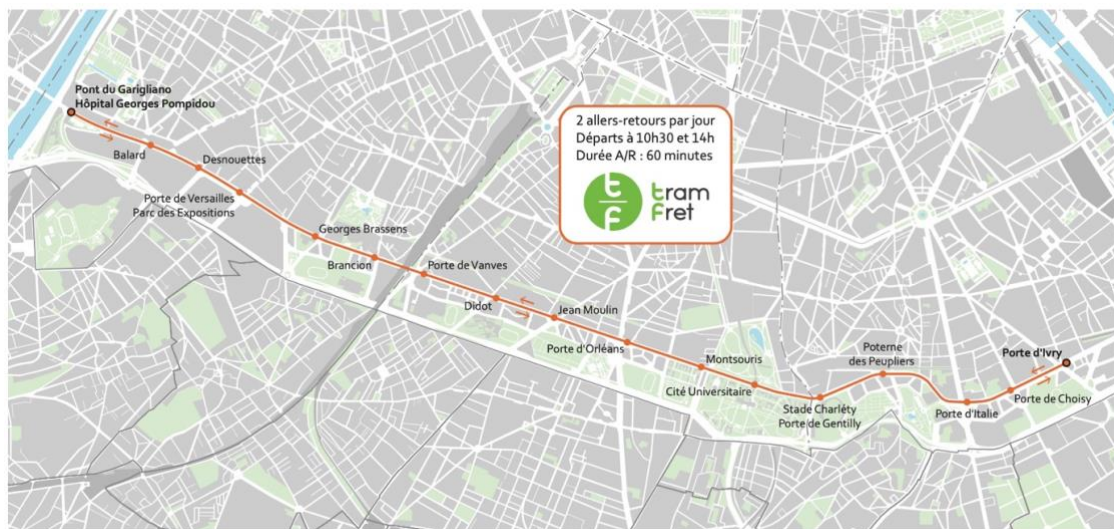 Pont du Garigliano
Hôpital Georges Pompidou
Balard
Desnouettes
Porte de Versailles
Parc des Expositions
Georges Brassens
Brancion
Porte de Vanves
Didot
Jean Moulin
Porte d'Orléans
Montsouris
Cité Universitaire
Stade Charléty
Porte de Gentilly
Poterne
des Peupliers
Porte d'Italie
Porte de Choisy
Porte d'Ivry
2 allers-retours par jour
Départs à 10h30 et 14h
Durée A/R : 60 minutes
t
f
tram
fret